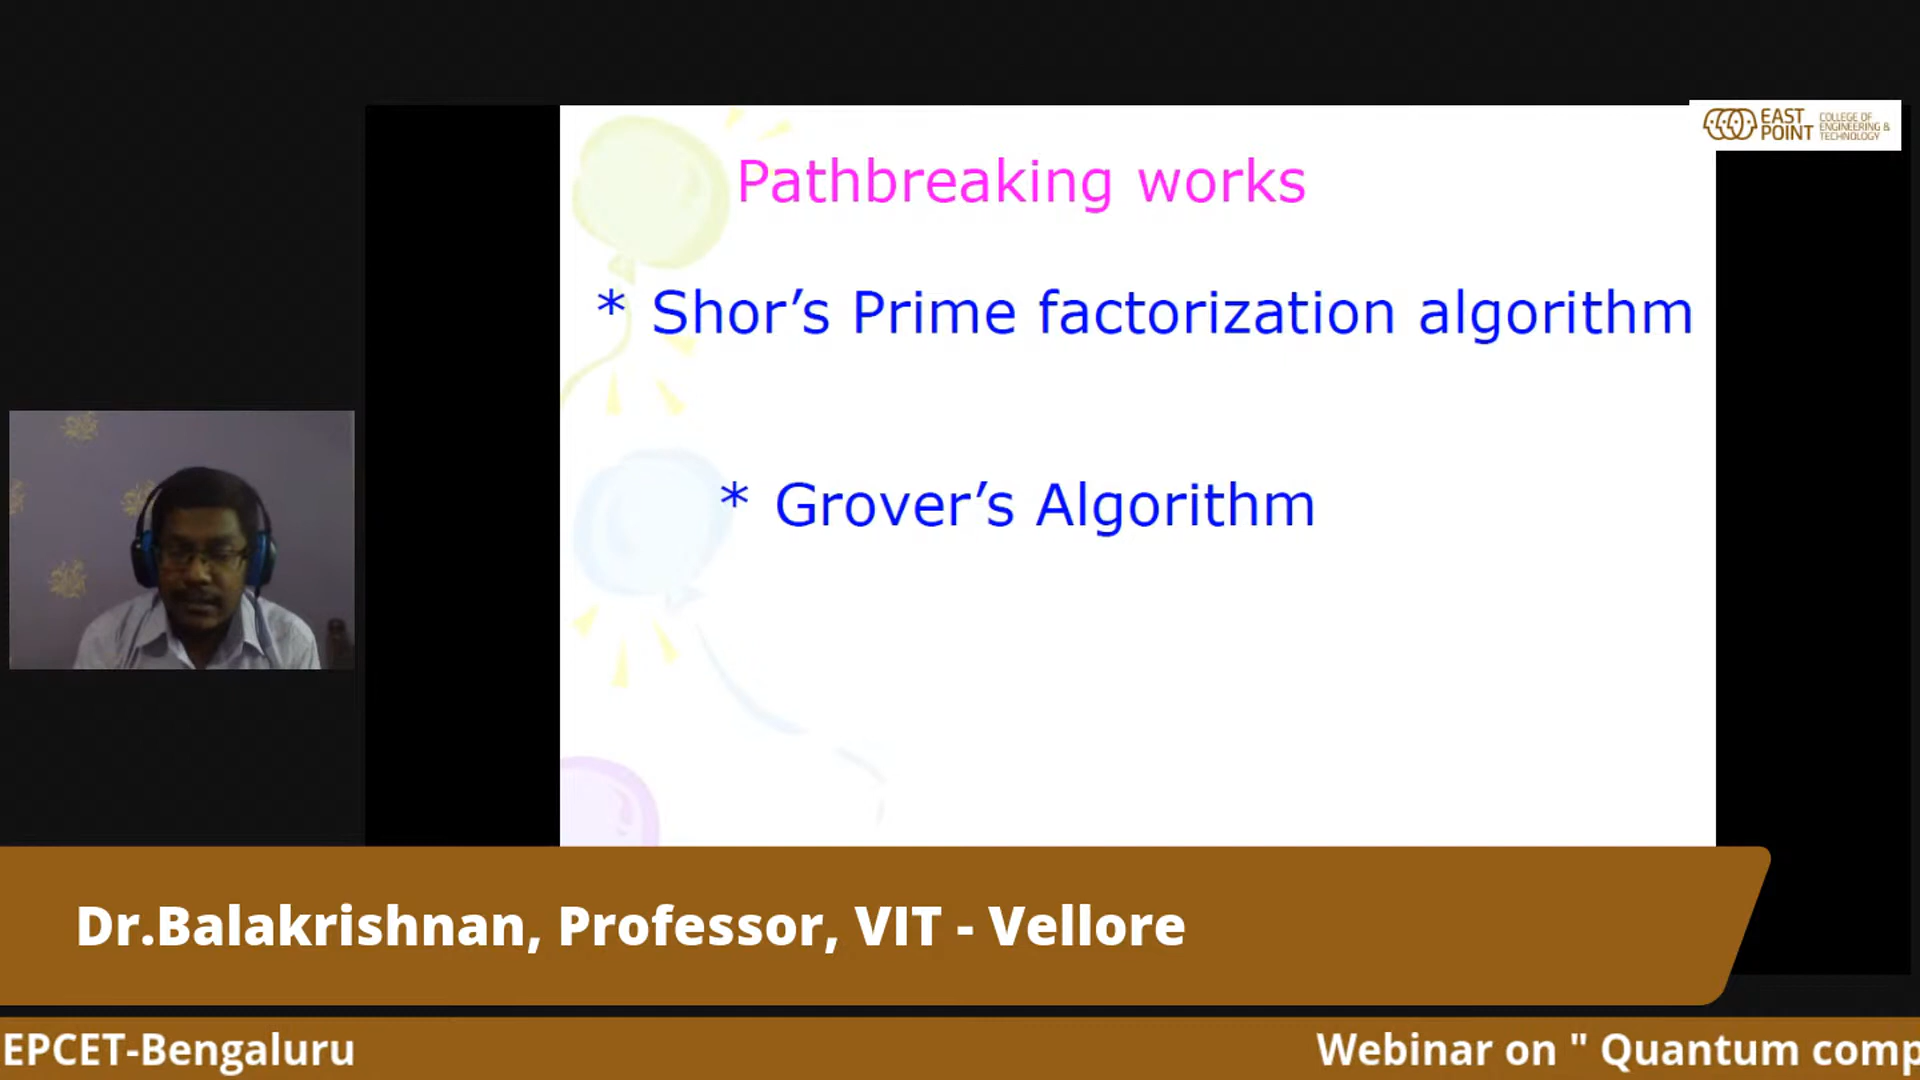 EAST
POINT
COLLEGE OF
ENGINEERING &
TECHNOLOGY
Pathbreaking works
* Shor’s Prime factorization algorithm
* Grover’s Algorithm
Dr.Balakrishnan, Professor, VIT - Vellore
EPCET-Bengaluru
Webinar on " Quantum comp